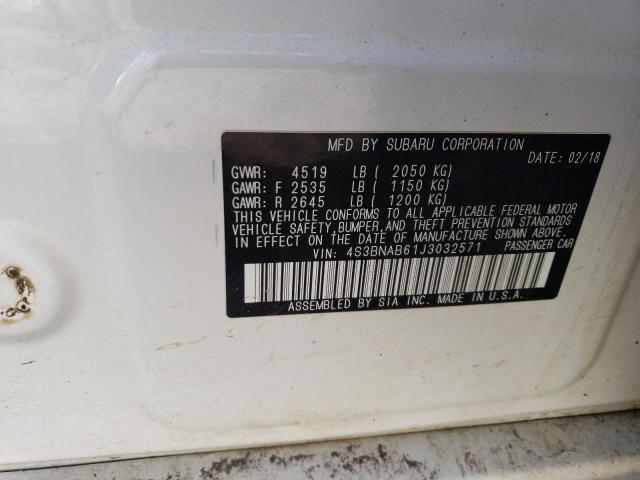 MFD BY SUBARU CORPORATION
DATE: 02/18
GVWR: 4519 LB ( 2050 KG)
GAWR: F 2535 LB ( 1150 KG)
GAWR: R 2645 LB ( 1200 KG)
THIS VEHICLE CONFORMS TO ALL APPLICABLE FEDERAL MOTOR
VEHICLE SAFETY, BUMPER, AND THEFT PREVENTION STANDARDS
IN EFFECT ON THE DATE OF MANUFACTURE SHOWN ABOVE.
VIN: 4S3BNAB61J3032571 PASSENGER CAR
ASSEMBLED BY SIA INC. MADE IN U.S.A.